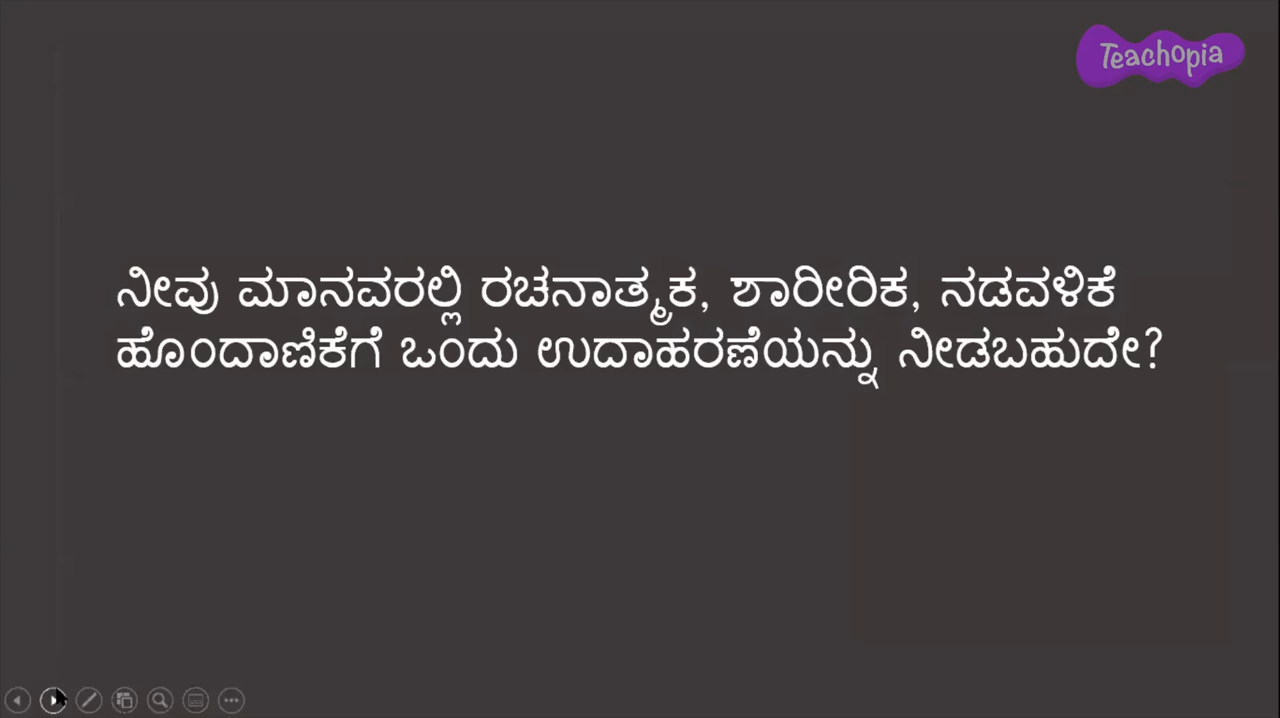 Teachopia
ನೀವು ಮಾನವರಲ್ಲಿ ರಚನಾತ್ಮಕ, ಶಾರೀರಿಕ, ನಡವಳಿಕೆ
ಹೊಂದಾಣಿಕೆಗೆ ಒಂದು ಉದಾಹರಣೆಯನ್ನು ನೀಡಬಹುದೇ?